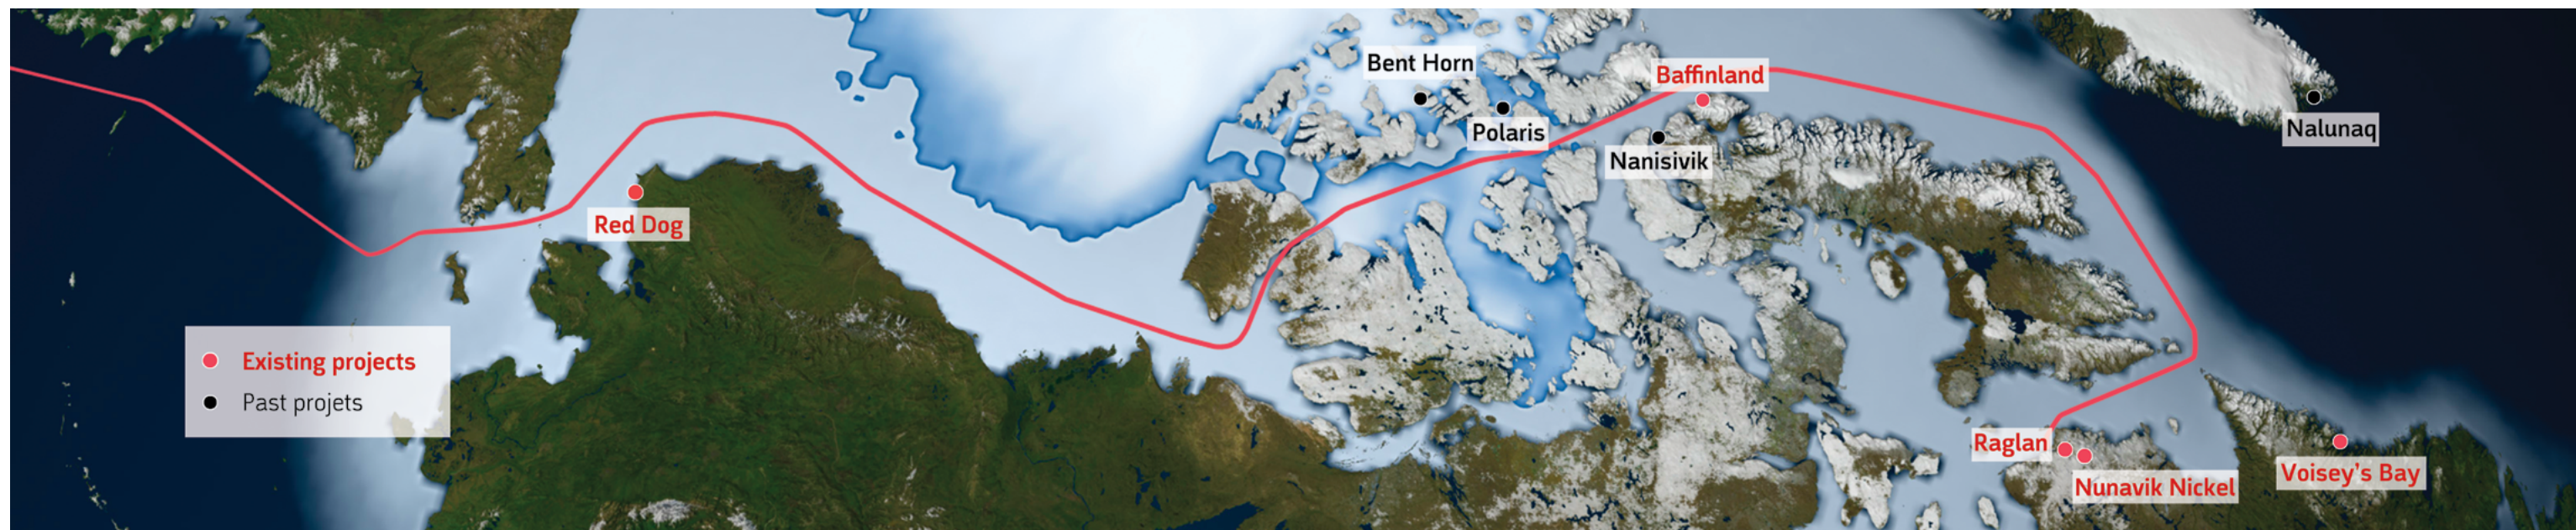 Bent Horn
Baffinland
Polaris
Nanisivik
Nalunaq
Red Dog
Existing projects
Past projets
Raglan
Nunavik Nickel
Voisey's Bay